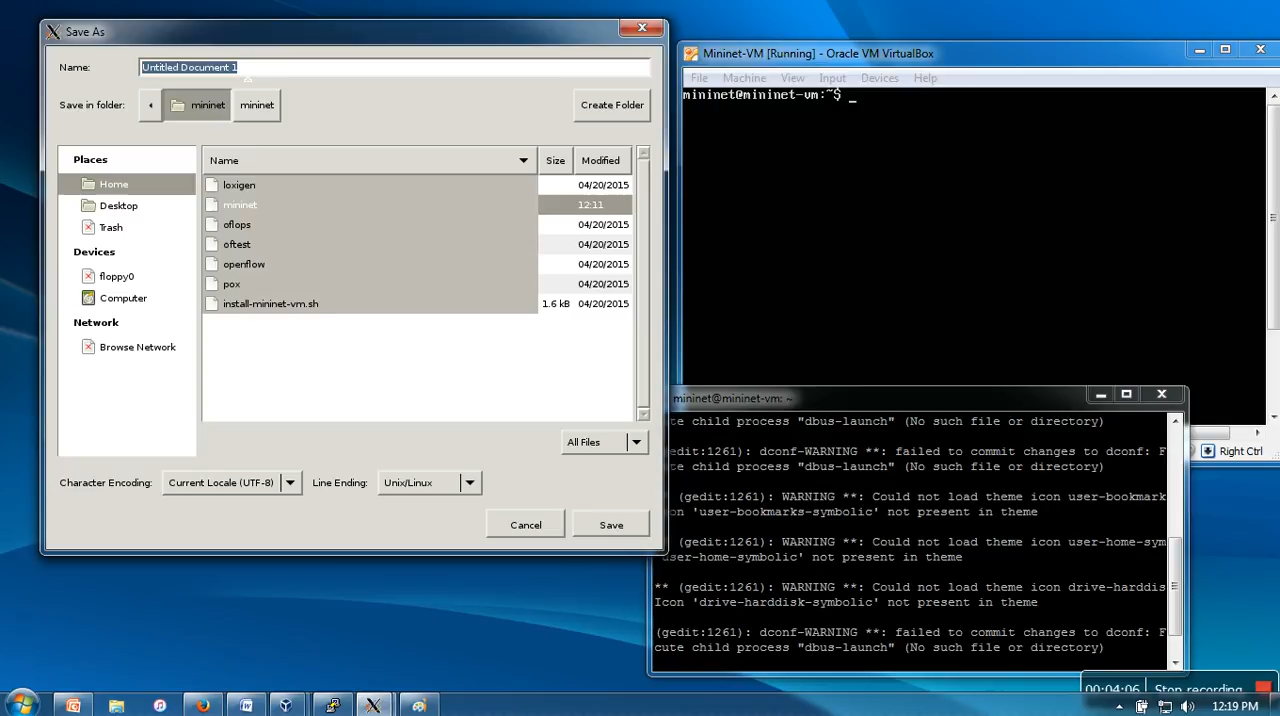 Save As
Name:
Untitled Document 1
Save in folder:
mininet
mininet
Create Folder
Places
Home
Desktop
Trash
Devices
floppy0
Computer
Network
Browse Network
Name
Size
Modified
loxigen
04/20/2015
mininet
12:11
oflops
04/20/2015
oftest
04/20/2015
openflow
04/20/2015
pox
04/20/2015
install-mininet-vm.sh
1.6 kB
04/20/2015
All Files
Character Encoding:
Current Locale (UTF-8)
Line Ending:
Unix/Linux
Cancel
Save
Mininet-VM [Running] - Oracle VM VirtualBox
File Machine View Input Devices Help
mininet@mininet-vm:~$ _
Right Ctrl
mininet@mininet-vm: ~
cute child process "dbus-launch" (No such file or directory)
(gedit:1261): dconf-WARNING **: failed to commit changes to dconf: F
cute child process "dbus-launch" (No such file or directory)
(gedit:1261): WARNING **: Could not load theme icon user-bookmark
'user-bookmarks-symbolic' not present in theme
(gedit:1261): WARNING **: Could not load theme icon user-home-sym
user-home-symbolic' not present in theme
** (gedit:1261): WARNING **: Could not load theme icon drive-harddis
Icon 'drive-harddisk-symbolic' not present in theme
(gedit:1261): dconf-WARNING **: failed to commit changes to dconf: F
cute child process "dbus-launch" (No such file or directory)
00:04:06
Stop recording
12:19 PM